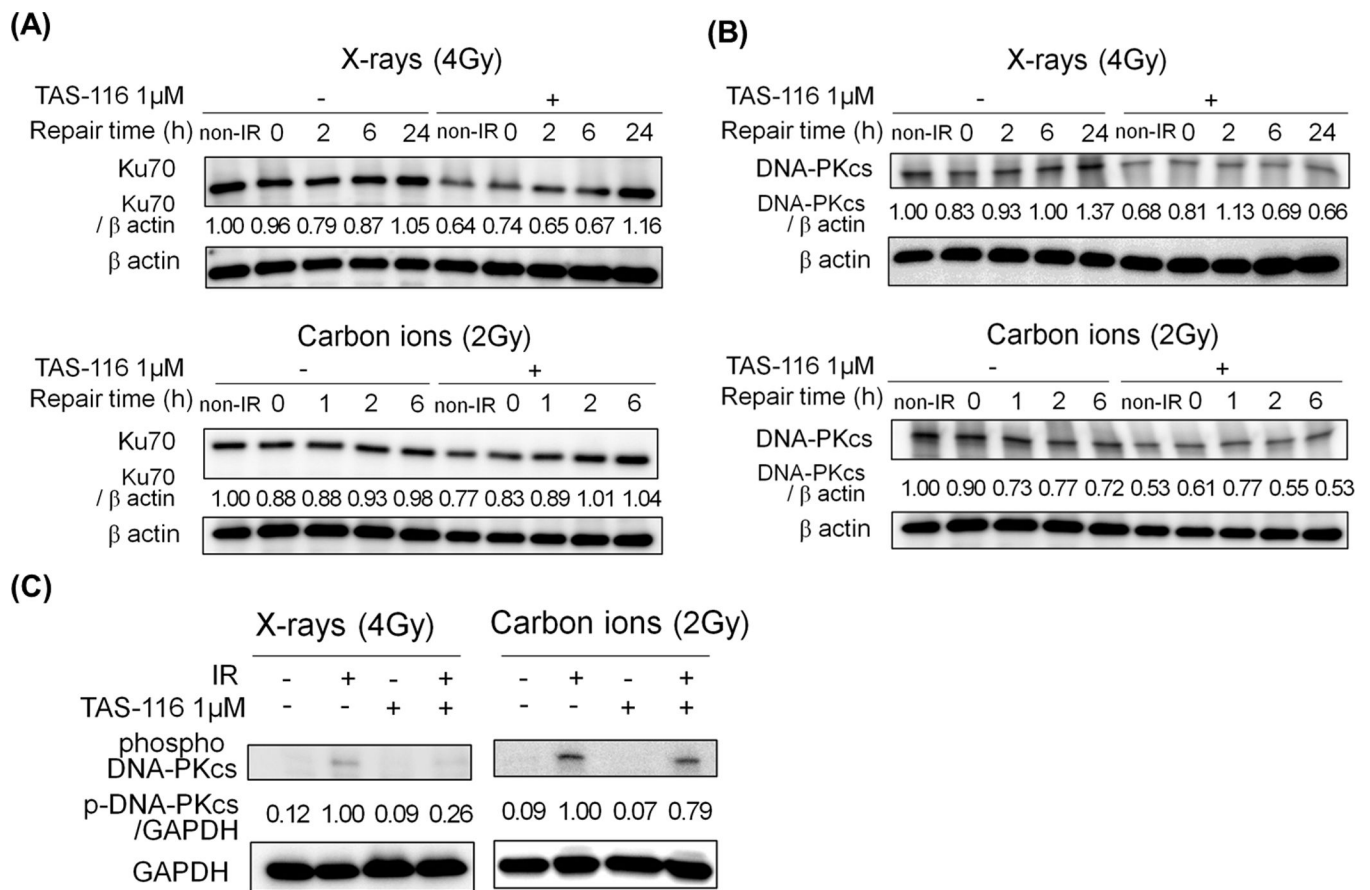 (A)
X-rays (4Gy)
TAS-116 1μM - +
Repair time (h) non-IR 0 2 6 24 non-IR 0 2 6 24
Ku70
Ku70
/ β actin 1.00 0.96 0.79 0.87 1.05 0.64 0.74 0.65 0.67 1.16
β actin
Carbon ions (2Gy)
TAS-116 1μM - +
Repair time (h) non-IR 0 1 2 6 non-IR 0 1 2 6
Ku70
Ku70
/ β actin 1.00 0.88 0.88 0.93 0.98 0.77 0.83 0.89 1.01 1.04
β actin
(B)
X-rays (4Gy)
TAS-116 1μM - +
Repair time (h) non-IR 0 2 6 24 non-IR 0 2 6 24
DNA-PKcs
DNA-PKcs
/ β actin 1.00 0.83 0.93 1.00 1.37 0.68 0.81 1.13 0.69 0.66
β actin
Carbon ions (2Gy)
TAS-116 1μM - +
Repair time (h) non-IR 0 1 2 6 non-IR 0 1 2 6
DNA-PKcs
DNA-PKcs
/ β actin 1.00 0.90 0.73 0.77 0.72 0.53 0.61 0.77 0.55 0.53
β actin
(C)
X-rays (4Gy) Carbon ions (2Gy)
IR - + - + - + - +
TAS-116 1μM - - + + - - + +
phospho
DNA-PKcs
p-DNA-PKcs
/GAPDH 0.12 1.00 0.09 0.26 0.09 1.00 0.07 0.79
GAPDH